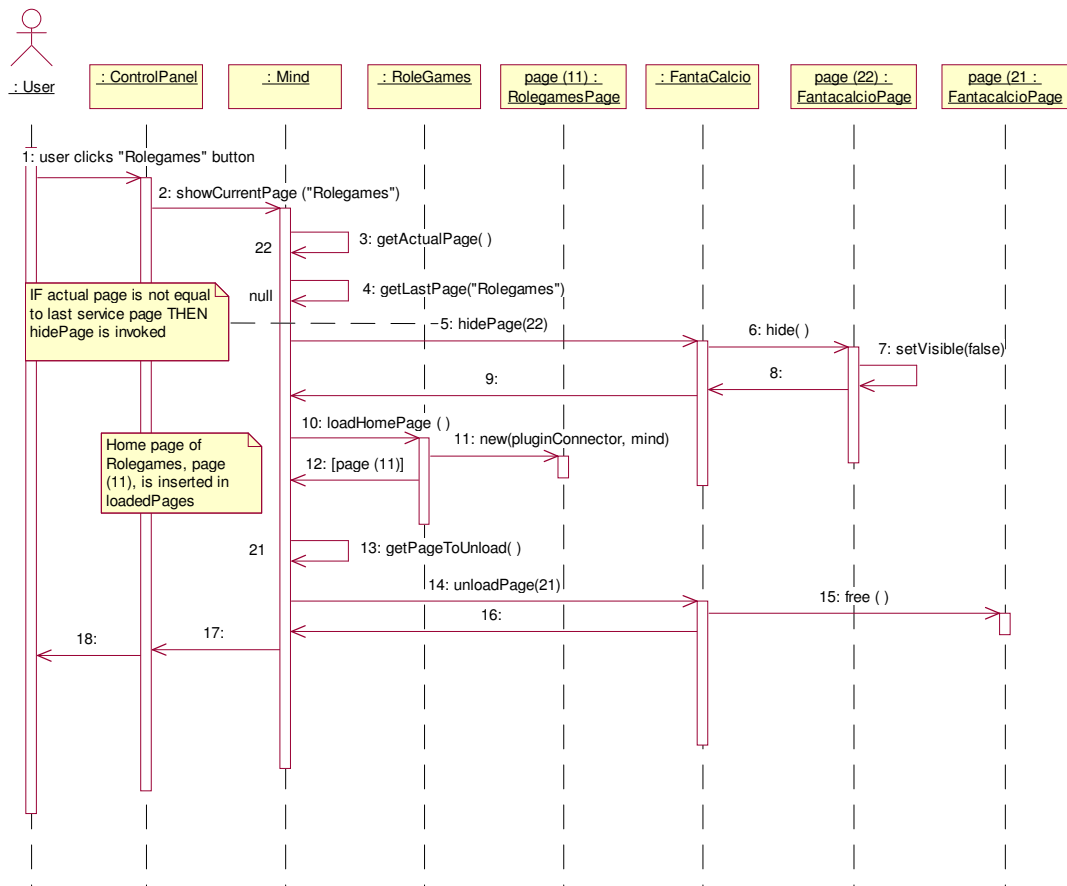 : User
: ControlPanel
: Mind
: RoleGames
page (11) :
RolegamesPage
: FantaCalcio
page (22) :
FantacalcioPage
page (21 :
FantacalcioPage
1: user clicks "Rolegames" button
2: showCurrentPage ("Rolegames")
3: getActualPage( )
22
4: getLastPage("Rolegames")
null
IF actual page is not equal
to last service page THEN
hidePage is invoked
5: hidePage(22)
6: hide( )
7: setVisible(false)
8:
9:
10: loadHomePage ( )
11: new(pluginConnector, mind)
12: [page (11)]
Home page of
Rolegames, page
(11), is inserted in
loadedPages
13: getPageToUnload( )
21
14: unloadPage(21)
15: free ( )
16:
17:
18: